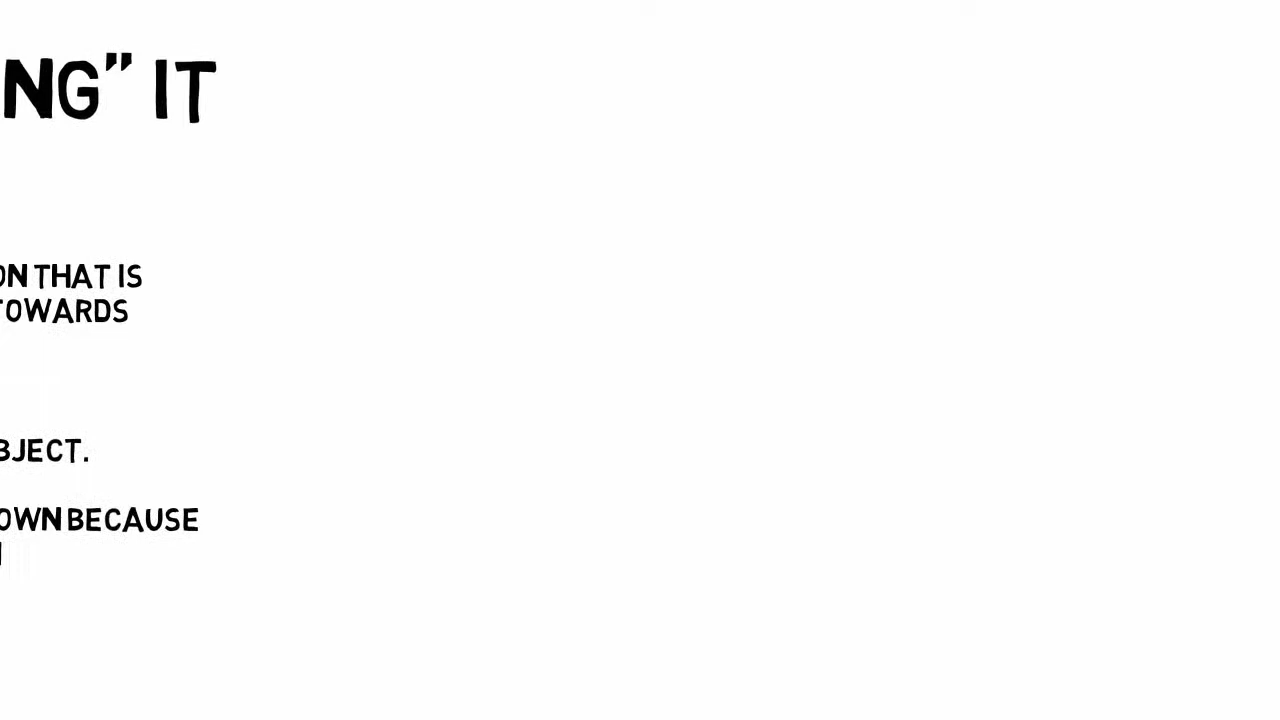 NG” IT
ON THAT IS
TOWARDS
BJECT.
OWN BECAUSE